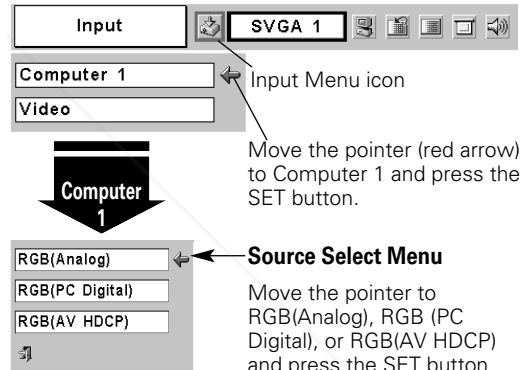 Input
SVGA 1
Computer 1
Video
Input Menu icon
Move the pointer (red arrow)
to Computer 1 and press the
SET button.
Computer
1
RGB(Analog)
RGB(PC Digital)
RGB(AV HDCP)
Source Select Menu
Move the pointer to
RGB(Analog), RGB (PC
Digital), or RGB(AV HDCP)
and press the SET button